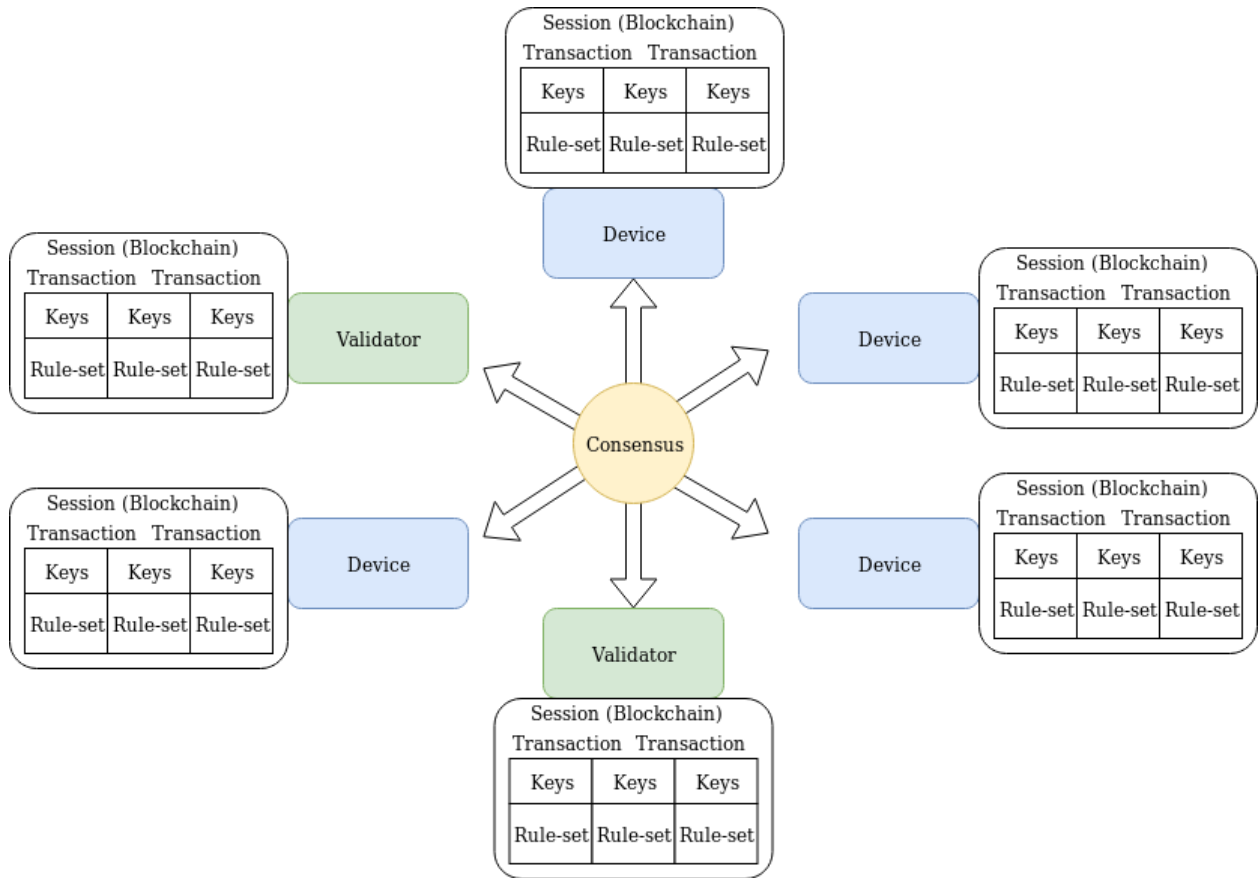 Session (Blockchain)
Transaction Transaction
Keys Keys Keys
Rule-set Rule-set Rule-set
Device
Session (Blockchain)
Transaction Transaction
Keys Keys Keys
Rule-set Rule-set Rule-set
Validator
Device
Session (Blockchain)
Transaction Transaction
Keys Keys Keys
Rule-set Rule-set Rule-set
Consensus
Session (Blockchain)
Transaction Transaction
Keys Keys Keys
Rule-set Rule-set Rule-set
Device
Device
Session (Blockchain)
Transaction Transaction
Keys Keys Keys
Rule-set Rule-set Rule-set
Validator
Session (Blockchain)
Transaction Transaction
Keys Keys Keys
Rule-set Rule-set Rule-set